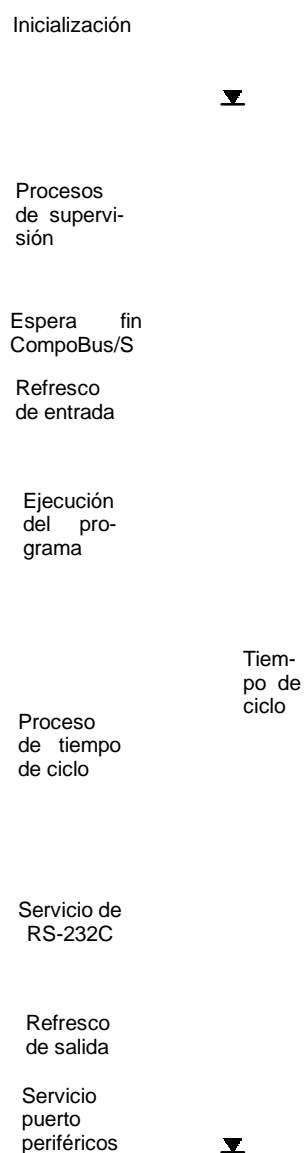 Inicialización
Procesos
de supervi-
sión
Espera fin
CompoBus/S
Refresco
de entrada
Ejecución
del pro-
grama
Tiem-
po de
ciclo
Proceso
de tiempo
de ciclo
Servicio de
RS-232C
Refresco
de salida
Servicio
puerto
periféricos